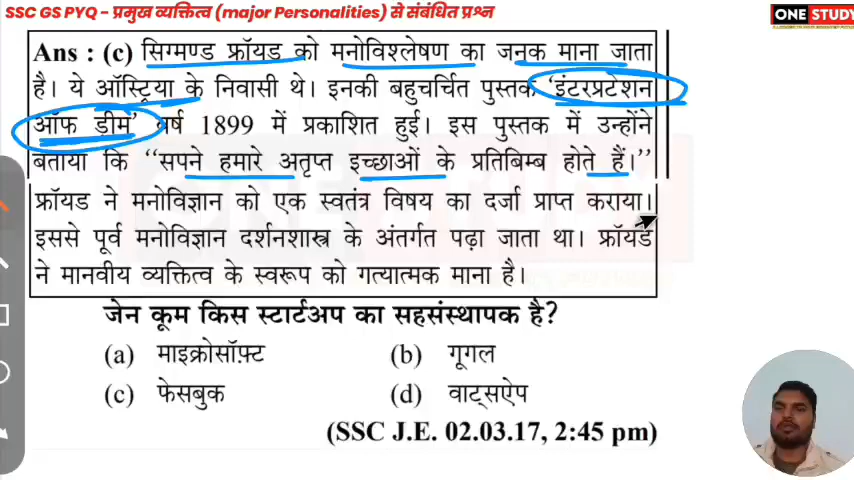 SSC GS PYQ - प्रमुख व्यक्तित्व (major Personalities) से संबंधित प्रश्न
ONE STUDY
Ans : (c) सिग्मण्ड फ्रॉयड को मनोविश्लेषण का जनक माना जाता
है। ये ऑस्ट्रिया के निवासी थे। इनकी बहुचर्चित पुस्तक 'इंटरप्रटेशन
ऑफ ड्रीम' वर्ष 1899 में प्रकाशित हुई। इस पुस्तक में उन्होंने
बताया कि “सपने हमारे अतृप्त इच्छाओं के प्रतिबिम्ब होते हैं।”
फ्रॉयड ने मनोविज्ञान को एक स्वतंत्र विषय का दर्जा प्राप्त कराया।
इससे पूर्व मनोविज्ञान दर्शनशास्त्र के अंतर्गत पढ़ा जाता था। फ्रॉयड
ने मानवीय व्यक्तित्व के स्वरूप को गत्यात्मक माना है।
जेन कूम किस स्टार्टअप का सहसंस्थापक है?
(a) माइक्रोसॉफ़्ट (b) गूगल
(c) फेसबुक (d) वाट्सऐप
(SSC J.E. 02.03.17, 2:45 pm)